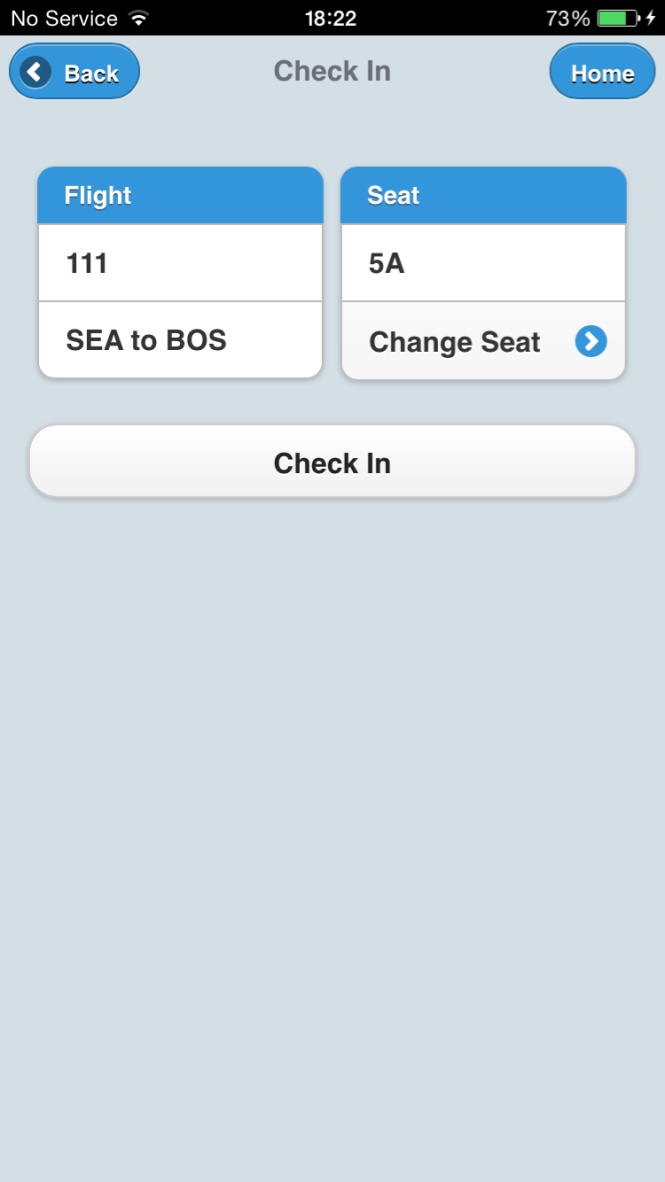 No Service 18:22 73%
Back Check In Home
Flight
111
SEA to BOS
Seat
5A
Change Seat
Check In